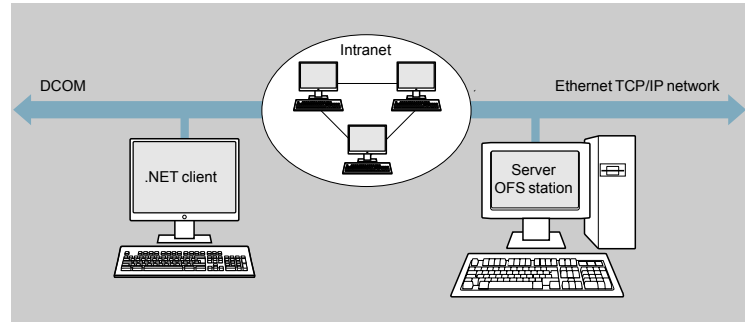 Intranet
DCOM
Ethernet TCP/IP network
.NET client
Server
OFS station